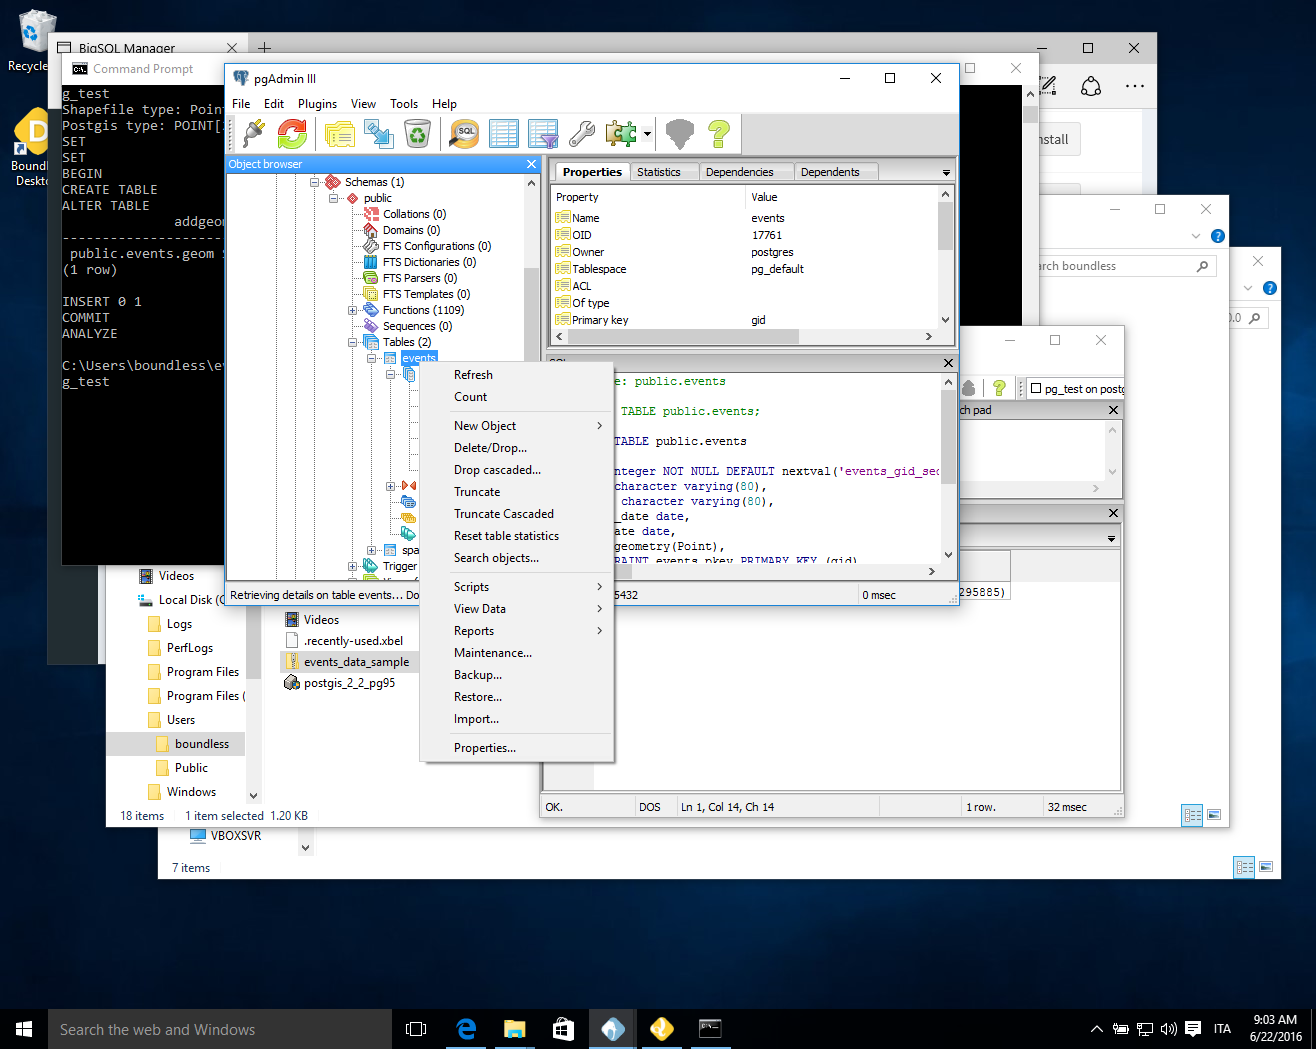 Recycle
BigSQL Manager
Command Prompt
g_test
Shapefile type: Poin
Postgis type: POINT[
SET
SET
BEGIN
CREATE TABLE
ALTER TABLE
addgeo
public.events.geom
(1 row)
INSERT 0 1
COMMIT
ANALYZE
C:\Users\boundless\e
g_test
pgAdmin III
File Edit Plugins View Tools Help
Object browser
Schemas (1)
public
Collations (0)
Domains (0)
FTS Configurations (0)
FTS Dictionaries (0)
FTS Parsers (0)
FTS Templates (0)
Functions (1109)
Sequences (0)
Tables (2)
events
spa
Trigger
Properties Statistics Dependencies Dependents
Property Value
Name events
OID 17761
Owner postgres
Tablespace pg_default
ACL
Of type
Primary key gid
e: public.events
TABLE public.events;
TABLE public.events
nteger NOT NULL DEFAULT nextval('events_gid_sec
character varying(80),
character varying(80),
_date date,
ate date,
geometry(Point),
RAINT events_pkey PRIMARY KEY (gid)
Retrieving details on table events... Do
5432
0 msec
Refresh
Count
New Object
Delete/Drop...
Drop cascaded...
Truncate
Truncate Cascaded
Reset table statistics
Search objects...
Scripts
View Data
Reports
Maintenance...
Backup...
Restore...
Import...
Properties...
nstall
arch boundless
0.0
pg_test on postg
ch pad
295885)
OK. DOS Ln 1, Col 14, Ch 14 1 row. 32 msec
Bound
Deskto
Videos
Local Disk (C
Logs
PerfLogs
Program Files
Program Files (
Users
boundless
Public
Windows
Videos
.recently-used.xbel
events_data_sample
postgis_2_2_pg95
18 items 1 item selected 1.20 KB
VBOXSVR
7 items
Search the web and Windows
ITA
9:03 AM
6/22/2016